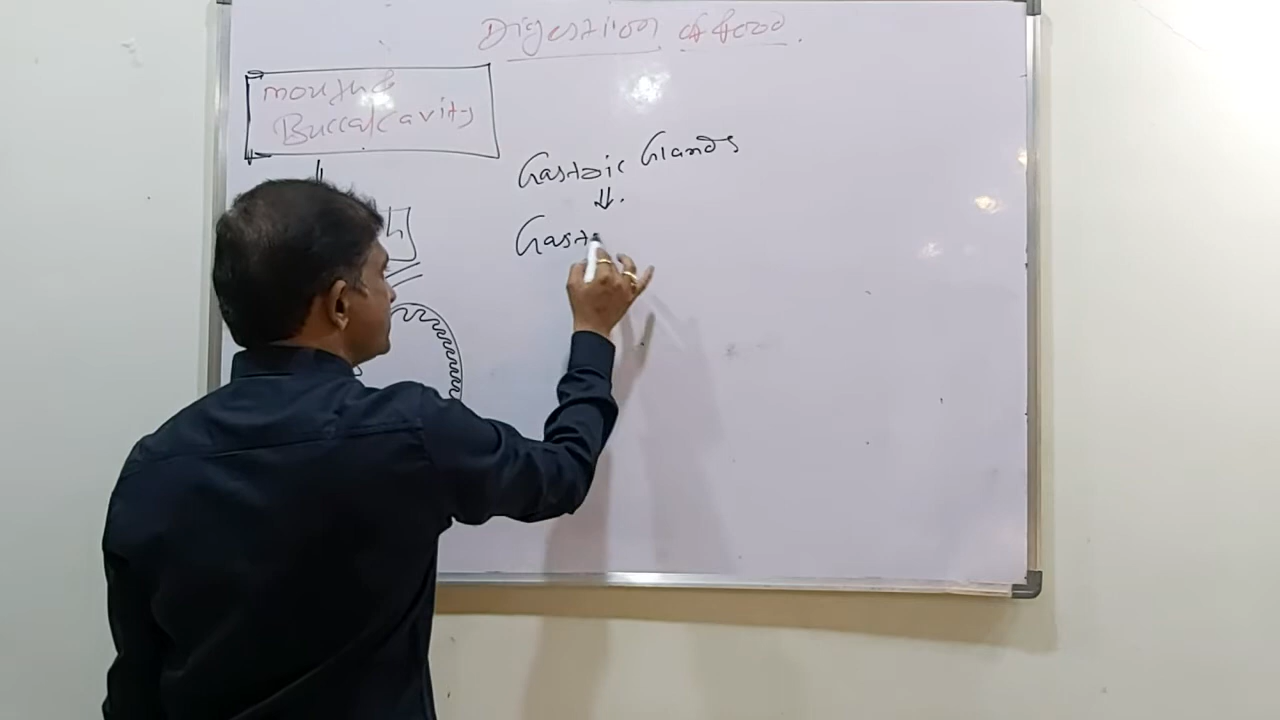 Digestion of food.
mouth &
Buccal cavity
Gastric Glands
Gast